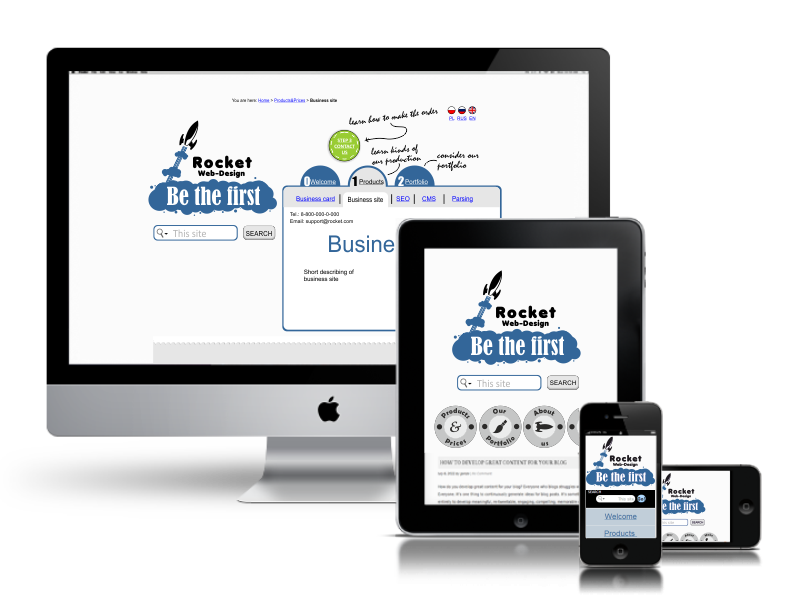 You are here: Home > Products&Prices > Business site
learn how to make the order
PL RUS EN
STEP 3
CONTACT
US
learn kinds of
our production
consider our
portfolio
Rocket
Web-Design
Be the first
0 Welcome
1 Products
2 Portfolio
Business card | Business site | SEO | CMS | Parsing
Tel.: 8-800-000-0-000
Email: support@rocket.com
This site
SEARCH
Busine
Short describing of
business site
Rocket
Web-Design
Be the first
This site
SEARCH
Products
&
Prices
Our
Portfolio
About
us
HOW TO DEVELOP GREAT CONTENT FOR YOUR BLOG
Rocket
Web-Design
Be the first
SEARCH
Welcome
Products
Rocket
Web-Design
Be the first
SEARCH